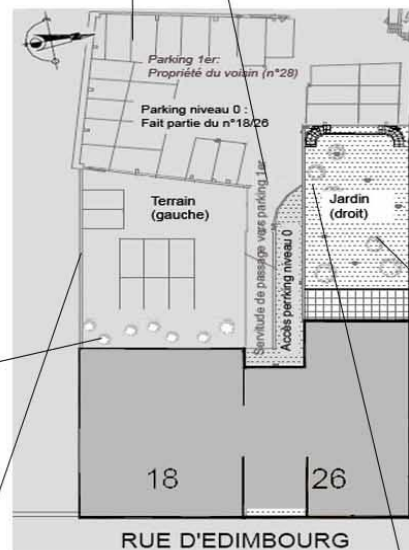 Parking 1er:
Propriété du voisin (n°28)
Parking niveau 0 :
Fait partie du n°18/26
Terrain
(gauche)
Jardin
(droit)
Servitude de passage vers parking 1er
Accès perrking niveau 0
18
26
RUE D'EDIMBOURG